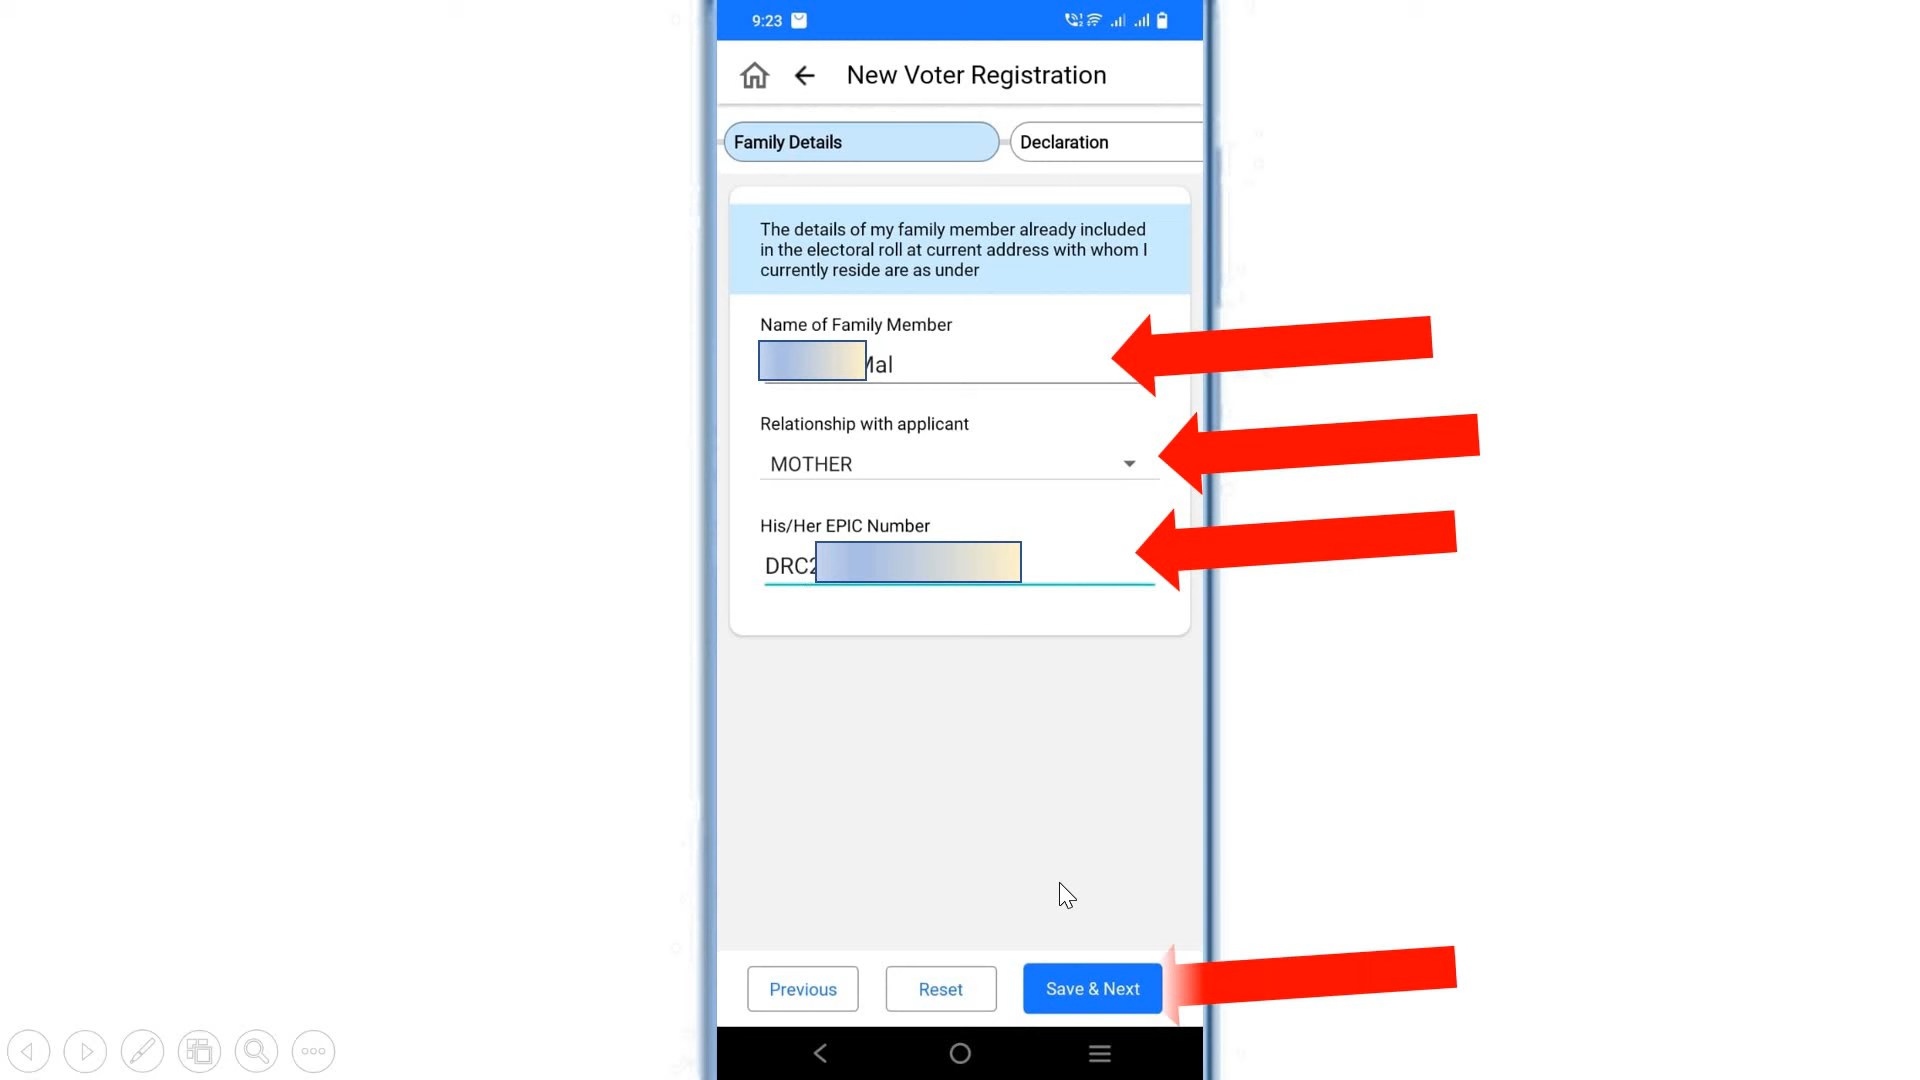 9:23
New Voter Registration
Family Details
Declaration
The details of my family member already included
in the electoral roll at current address with whom I
currently reside are as under
Name of Family Member
Mal
Relationship with applicant
MOTHER
His/Her EPIC Number
DRC2
Previous
Reset
Save & Next